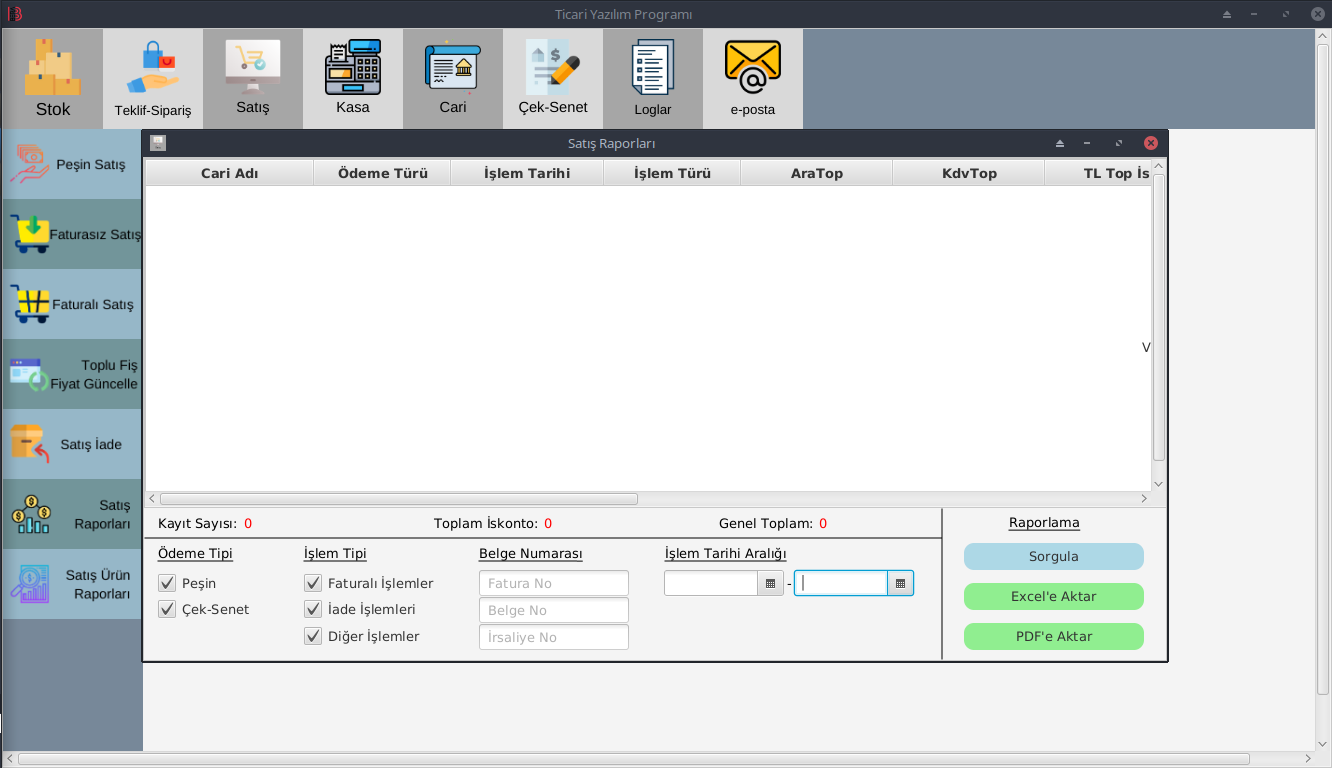 Ticari Yazılım Programı
Stok
Teklif-Sipariş
Satış
Kasa
Cari
Çek-Senet
Loglar
e-posta
Peşin Satış
Faturasız Satış
Faturalı Satış
Toplu Fiş
Fiyat Güncelle
Satış İade
Satış
Raporları
Satış Ürün
Raporları
Satış Raporları
Cari Adı Ödeme Türü İşlem Tarihi İşlem Türü AraTop KdvTop TL Top İs
V
Kayıt Sayısı: 0 Toplam İskonto: 0 Genel Toplam: 0
Ödeme Tipi
Peşin
Çek-Senet
İşlem Tipi
Faturalı İşlemler
İade İşlemleri
Diğer İşlemler
Belge Numarası
Fatura No
Belge No
İrsaliye No
İşlem Tarihi Aralığı
-
Raporlama
Sorgula
Excel'e Aktar
PDF'e Aktar